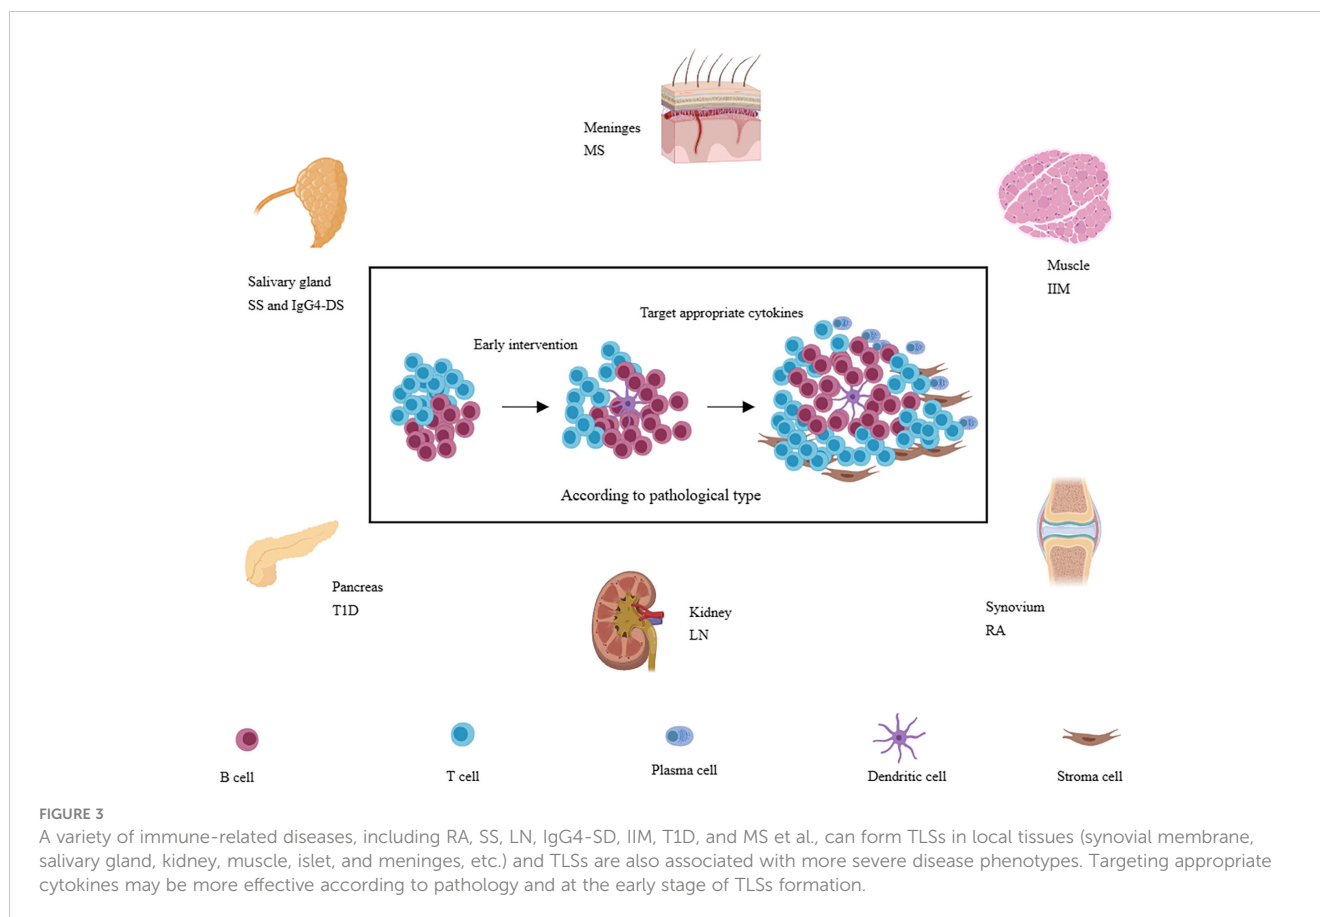 Meninges
MS
Salivary gland
SS and IgG4-DS
Muscle
IIM
Target appropriate cytokines
Early intervention
According to pathological type
Pancreas
T1D
Kidney
LN
Synovium
RA
B cell
T cell
Plasma cell
Dendritic cell
Stroma cell
FIGURE 3
A variety of immune-related diseases, including RA, SS, LN, IgG4-SD, IIM, T1D, and MS et al., can form TLSs in local tissues (synovial membrane,
salivary gland, kidney, muscle, islet, and meninges, etc.) and TLSs are also associated with more severe disease phenotypes. Targeting appropriate
cytokines may be more effective according to pathology and at the early stage of TLSs formation.